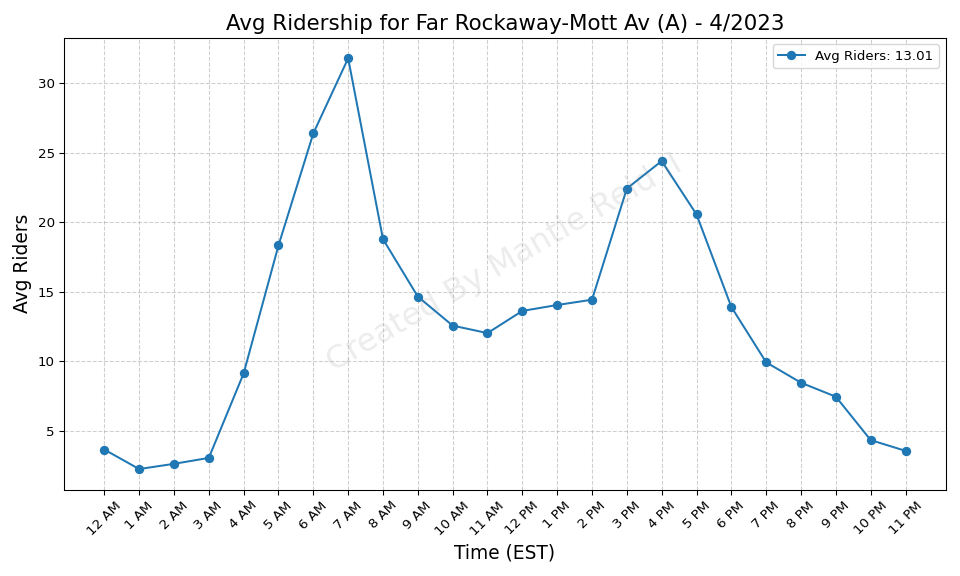 Avg Ridership for Far Rockaway-Mott Av (A) - 4/2023
Avg Riders: 13.01
Avg Riders
30
25
20
15
10
5
Created By Mantle
12 AM
1 AM
2 AM
3 AM
4 AM
5 AM
6 AM
7 AM
8 AM
9 AM
10 AM
11 AM
12 PM
1 PM
2 PM
3 PM
4 PM
5 PM
6 PM
7 PM
8 PM
9 PM
10 PM
11 PM
Time (EST)